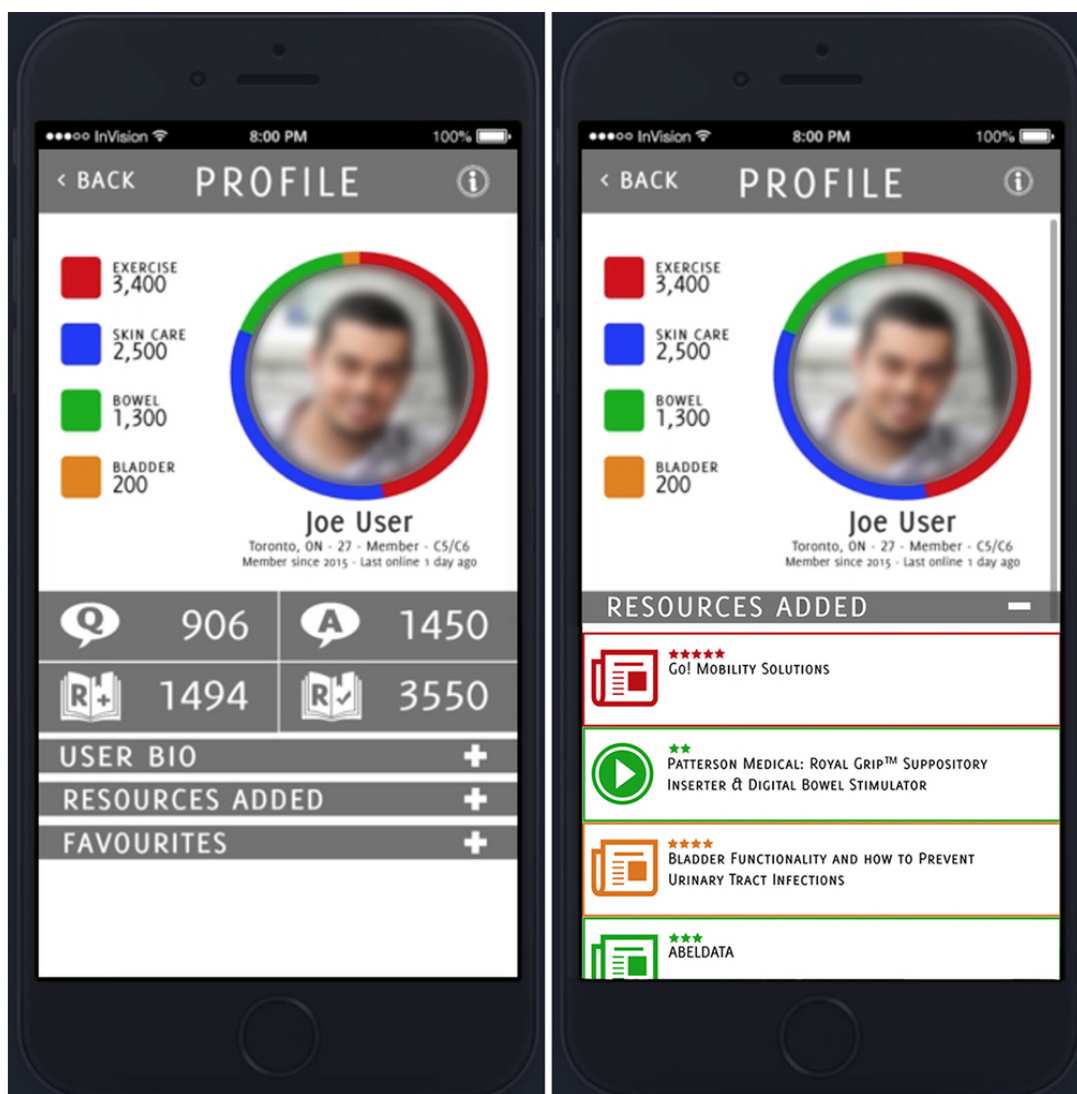 InVision 8:00 PM 100%
< BACK PROFILE i
EXERCISE
3,400
SKIN CARE
2,500
BOWEL
1,300
BLADDER
200
Joe User
Toronto, ON - 27 - Member - C5/C6
Member since 2015 - Last online 1 day ago
Q 906 A 1450
R+ 1494 R✓ 3550
USER BIO +
RESOURCES ADDED +
FAVOURITES +
InVision 8:00 PM 100%
< BACK PROFILE i
EXERCISE
3,400
SKIN CARE
2,500
BOWEL
1,300
BLADDER
200
Joe User
Toronto, ON - 27 - Member - C5/C6
Member since 2015 - Last online 1 day ago
RESOURCES ADDED −
★★★★★
GO! MOBILITY SOLUTIONS
★★
PATTERSON MEDICAL: ROYAL GRIP™ SUPPOSITORY
INSERTER & DIGITAL BOWEL STIMULATOR
★★★★
BLADDER FUNCTIONALITY AND HOW TO PREVENT
URINARY TRACT INFECTIONS
★★★
ABELDATA